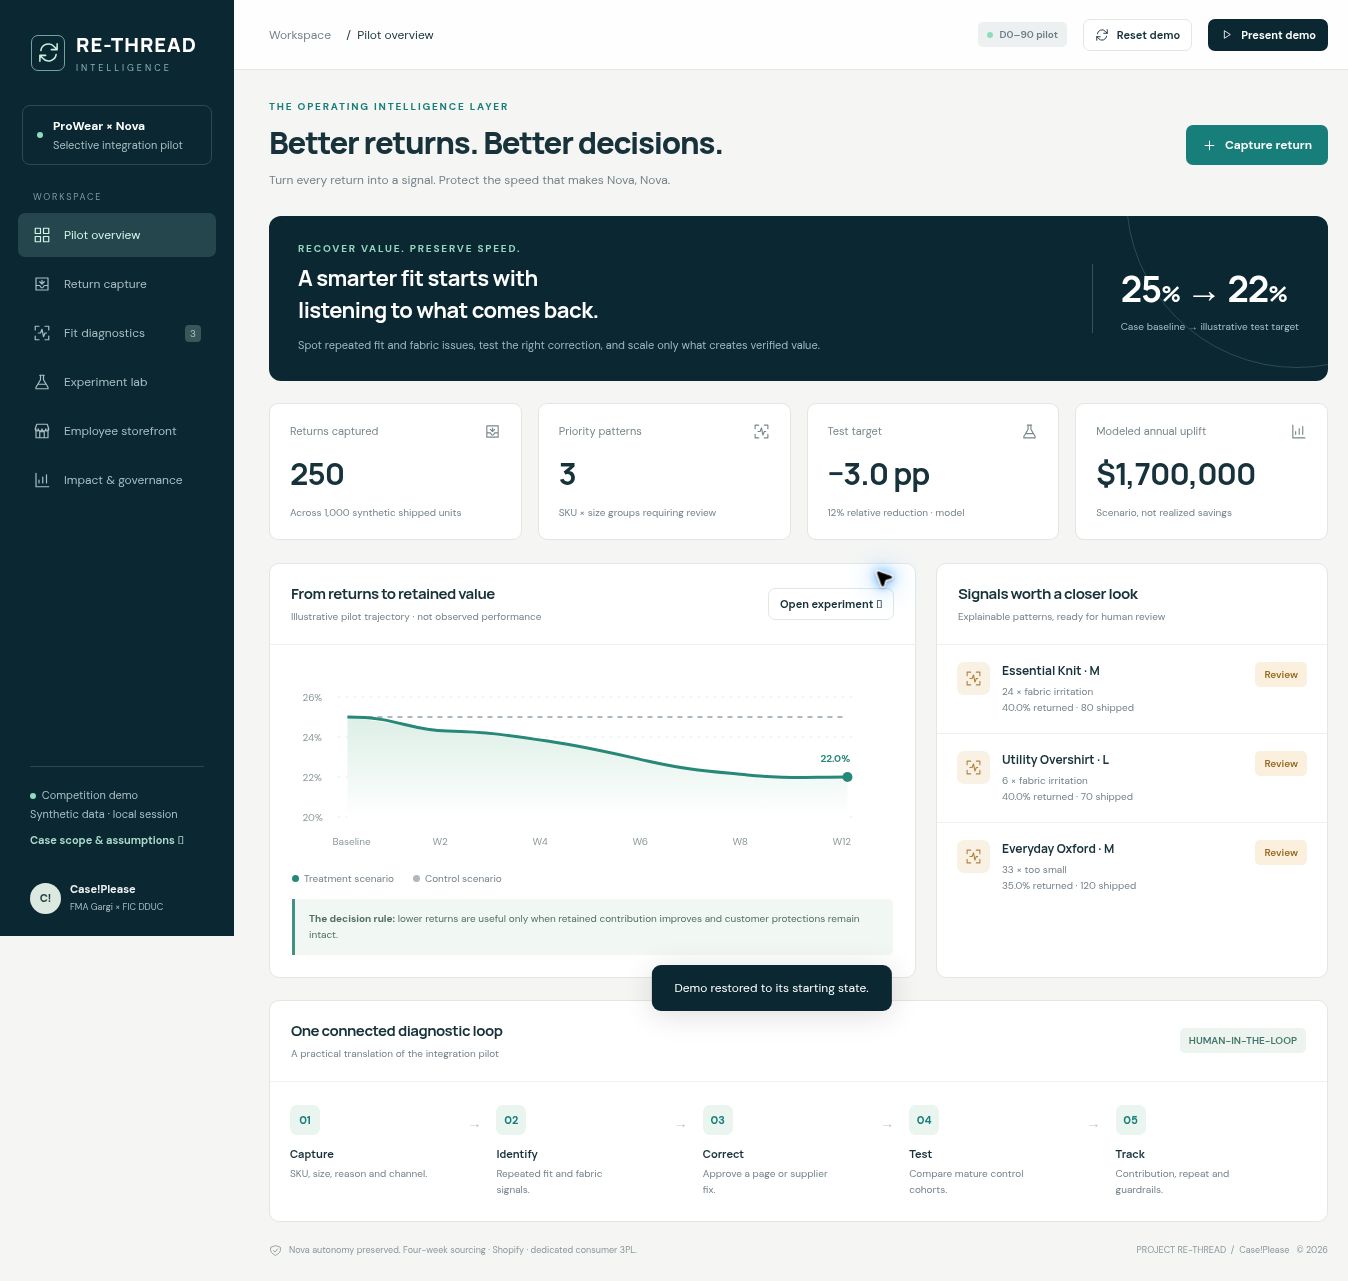 RE-THREAD
INTELLIGENCE
ProWear × Nova
Selective integration pilot
WORKSPACE
Pilot overview
Return capture
Fit diagnostics 3
Experiment lab
Employee storefront
Impact & governance
Competition demo
Synthetic data · local session
Case scope & assumptions
C!
Case!Please
FMA Gargi × FIC DDUC
Workspace / Pilot overview
D0–90 pilot
Reset demo
Present demo
THE OPERATING INTELLIGENCE LAYER
Better returns. Better decisions.
Turn every return into a signal. Protect the speed that makes Nova, Nova.
Capture return
RECOVER VALUE. PRESERVE SPEED.
A smarter fit starts with
listening to what comes back.
Spot repeated fit and fabric issues, test the right correction, and scale only what creates verified value.
25% → 22%
Case baseline → illustrative test target
Returns captured
250
Across 1,000 synthetic shipped units
Priority patterns
3
SKU × size groups requiring review
Test target
−3.0 pp
12% relative reduction · model
Modeled annual uplift
$1,700,000
Scenario, not realized savings
From returns to retained value
Illustrative pilot trajectory · not observed performance
Open experiment
26%
24%
22%
20%
22.0%
Baseline W2 W4 W6 W8 W12
Treatment scenario Control scenario
The decision rule: lower returns are useful only when retained contribution improves and customer protections remain
intact.
Signals worth a closer look
Explainable patterns, ready for human review
Essential Knit · M
24 × fabric irritation
40.0% returned · 80 shipped
Review
Utility Overshirt · L
6 × fabric irritation
40.0% returned · 70 shipped
Review
Everyday Oxford · M
33 × too small
35.0% returned · 120 shipped
Review
Demo restored to its starting state.
One connected diagnostic loop
A practical translation of the integration pilot
HUMAN-IN-THE-LOOP
01
Capture
SKU, size, reason and channel.
→
02
Identify
Repeated fit and fabric
signals.
→
03
Correct
Approve a page or supplier
fix.
→
04
Test
Compare mature control
cohorts.
→
05
Track
Contribution, repeat and
guardrails.
Nova autonomy preserved. Four-week sourcing · Shopify · dedicated consumer 3PL.
PROJECT RE-THREAD / Case!Please © 2026